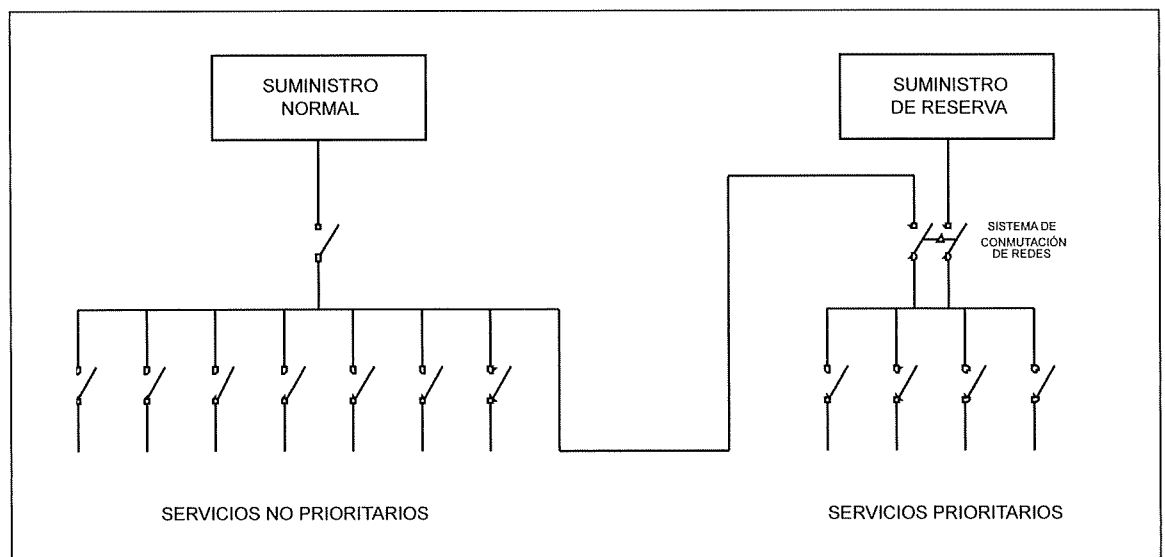 SUMINISTRO
NORMAL
SUMINISTRO
DE RESERVA
SISTEMA DE
CONMUTACIÓN
DE REDES
SERVICIOS NO PRIORITARIOS
SERVICIOS PRIORITARIOS